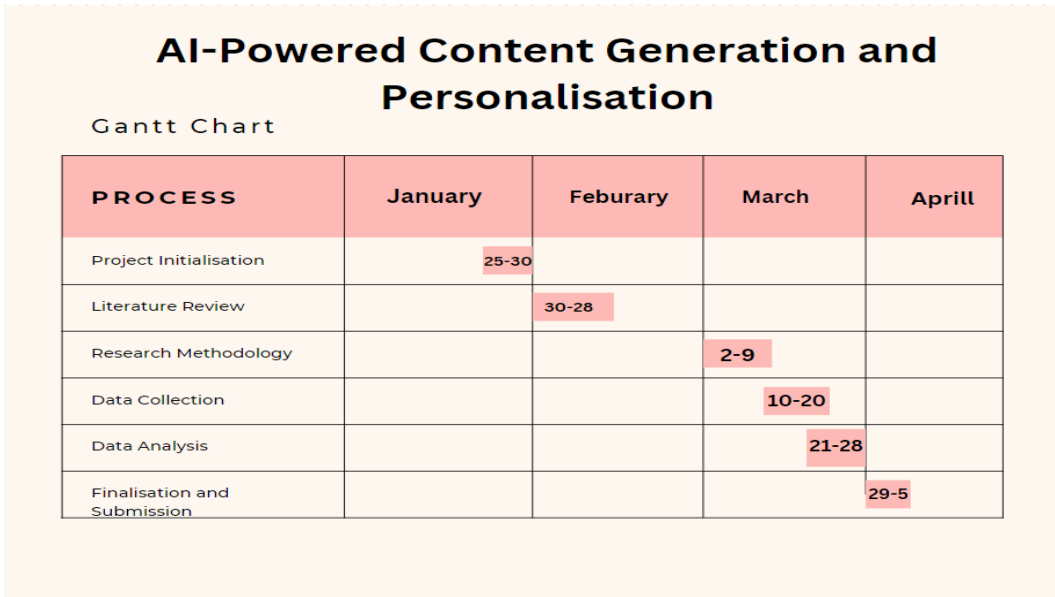 AI-Powered Content Generation and
Personalisation
Gantt Chart
PROCESS January Feburary March Aprill
Project Initialisation 25-30
Literature Review 30-28
Research Methodology 2-9
Data Collection 10-20
Data Analysis 21-28
Finalisation and
Submission 29-5